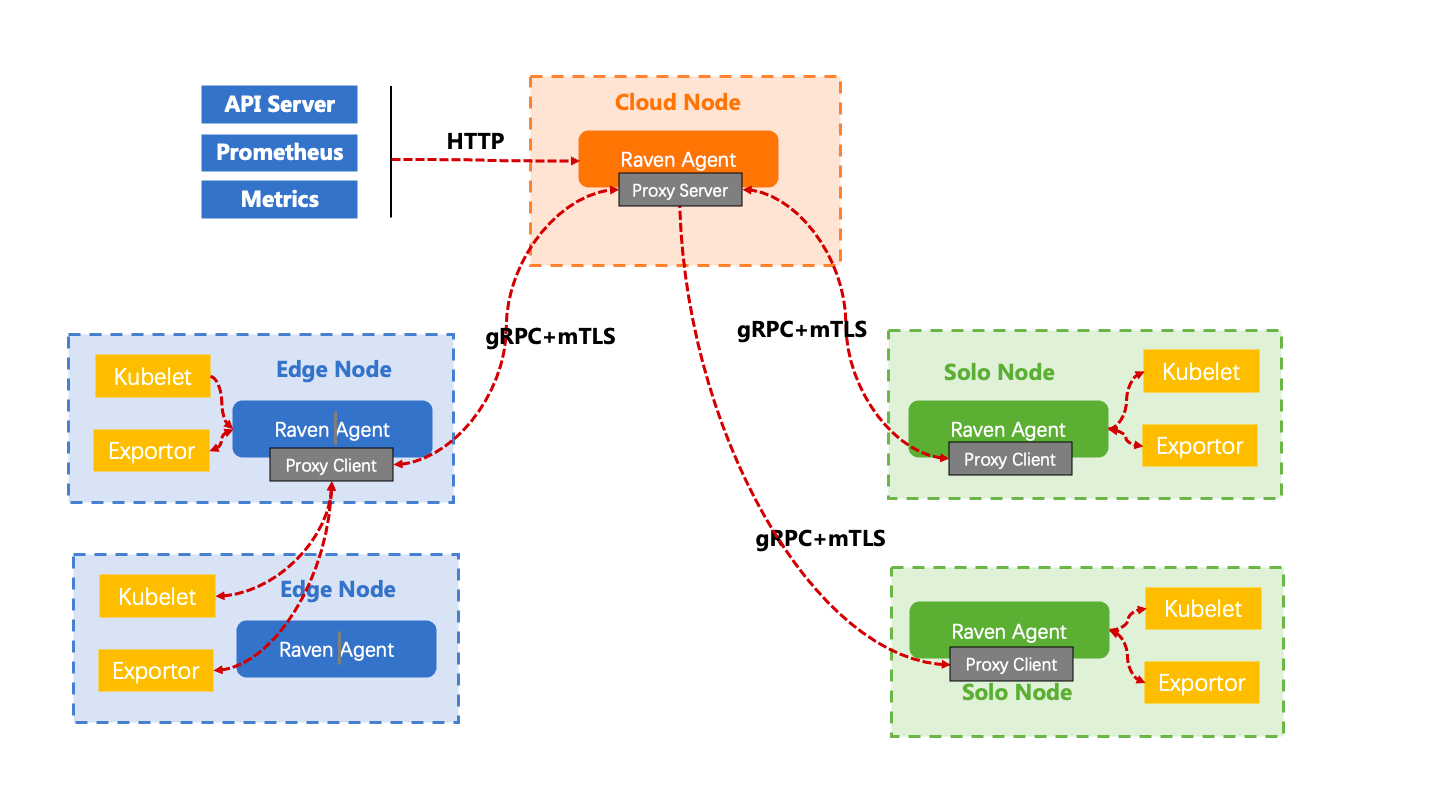 API Server
Prometheus
Metrics
HTTP
Cloud Node
Raven Agent
Proxy Server
gRPC+mTLS
gRPC+mTLS
Kubelet
Edge Node
Exportor
Raven Agent
Proxy Client
Solo Node
Kubelet
Raven Agent
Exportor
Proxy Client
gRPC+mTLS
Kubelet
Edge Node
Exportor
Raven Agent
Kubelet
Raven Agent
Proxy Client
Exportor
Solo Node